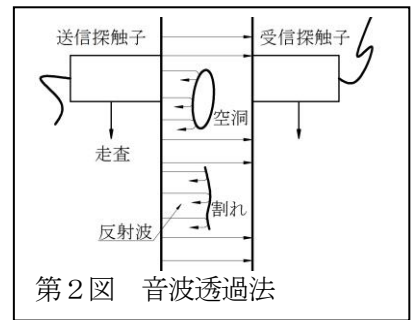 送信探触子
受信探触子
空洞
走査
割れ
反射波
第2図 音波透過法